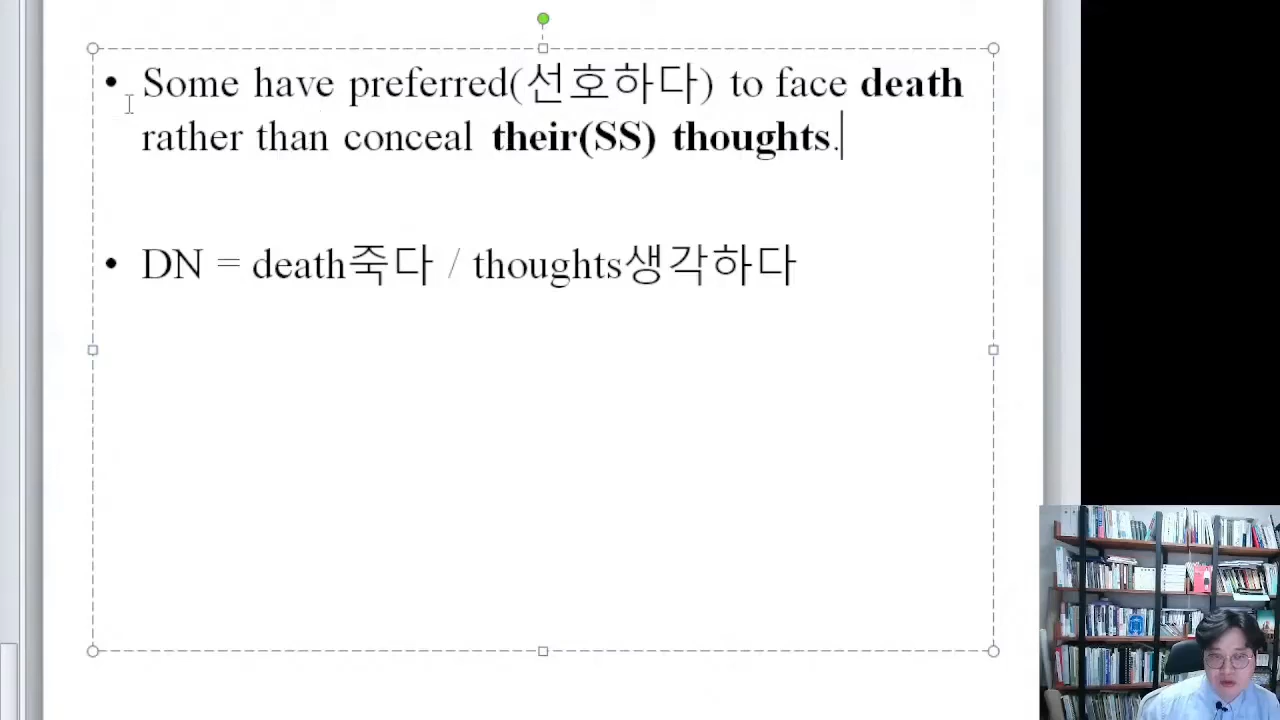 • Some have preferred(선호하다) to face death
rather than conceal their(SS) thoughts.
• DN = death죽다 / thoughts생각하다